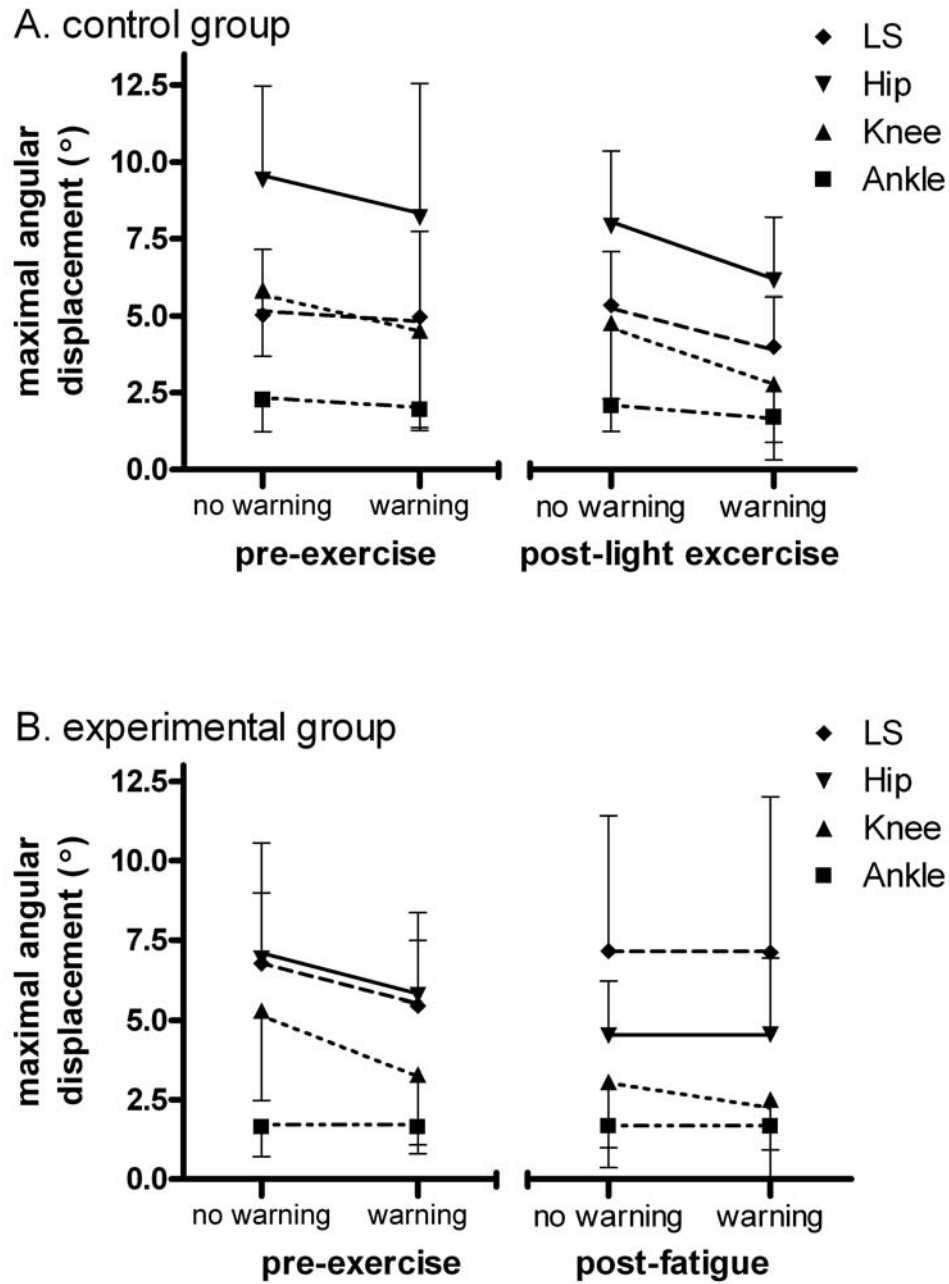 A. control group
LS
Hip
Knee
Ankle
maximal angular
displacement (°)
12.5
10.0
7.5
5.0
2.5
0.0
no warning warning no warning warning
pre-exercise post-light excercise
B. experimental group
LS
Hip
Knee
Ankle
maximal angular
displacement (°)
12.5
10.0
7.5
5.0
2.5
0.0
no warning warning no warning warning
pre-exercise post-fatigue